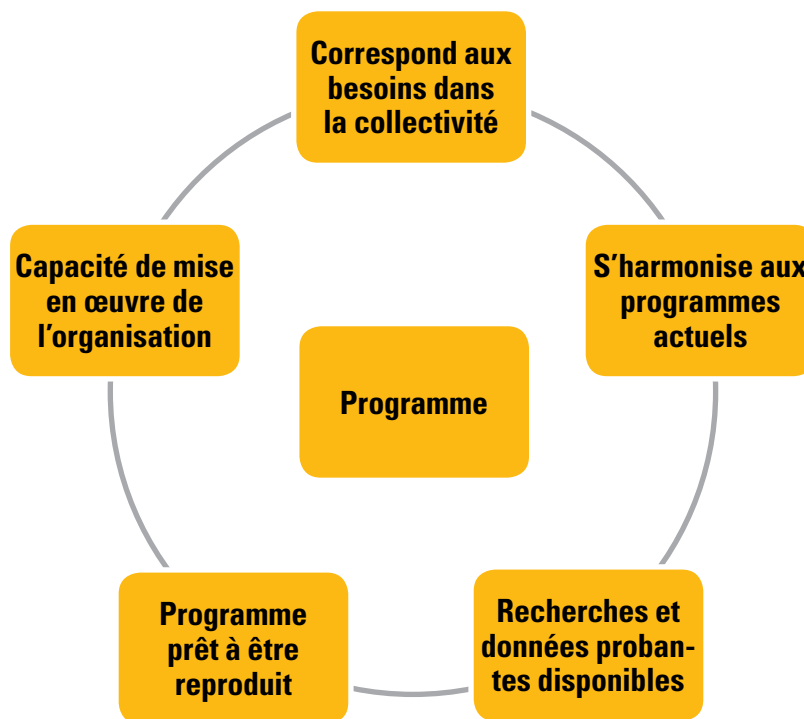 Correspond aux
besoins dans
la collectivité
Capacité de mise
en œuvre de
l'organisation
S'harmonise aux
programmes
actuels
Programme
Programme
prêt à être
reproduit
Recherches et
données proban-
tes disponibles